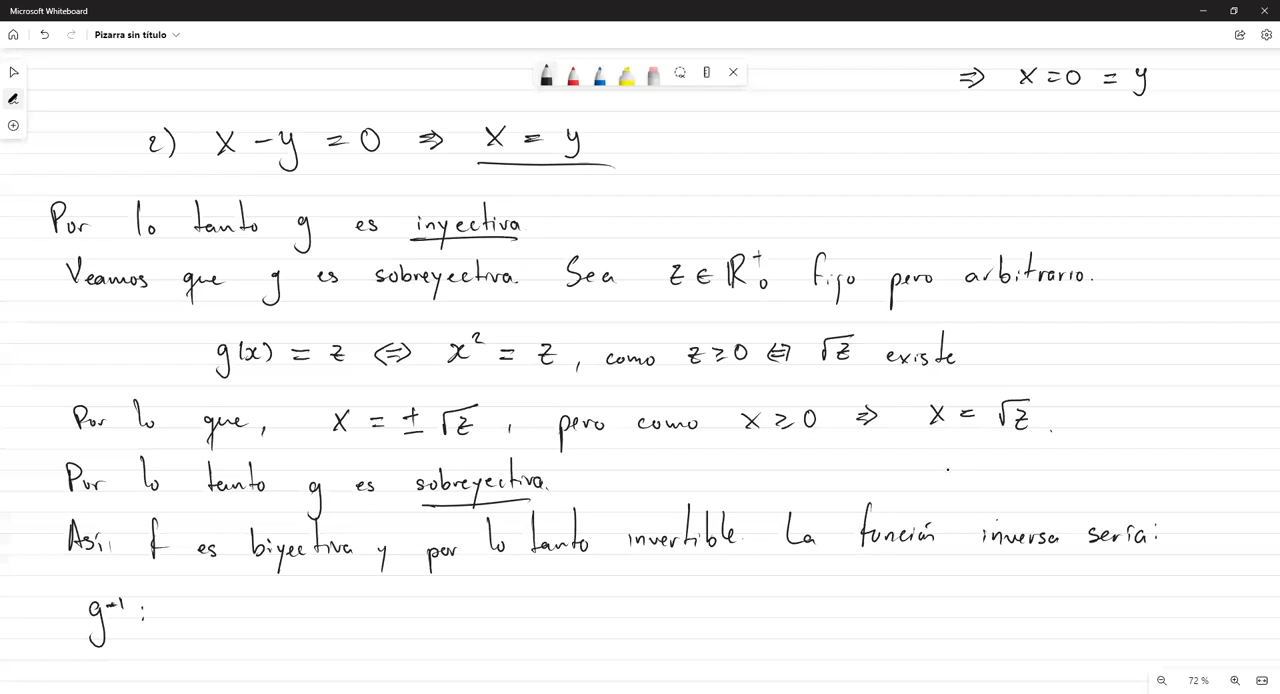 Microsoft Whiteboard
Pizarra sin título
⇒ x=0 = y
2) x - y = 0 ⇒ x = y
Por lo tanto g es inyectiva
Veamos que g es sobreyectiva. Sea z ∈ ℝ₀⁺ fijo pero arbitrario.
g(x) = z ⇔ x² = z, como z ≥ 0 ⇔ √z existe
Por lo que, x = ± √z, pero como x ≥ 0 ⇒ x = √z.
Por lo tanto g es sobreyectiva.
Así, f es biyectiva y por lo tanto invertible. La función inversa sería:
g⁻¹:
72 %